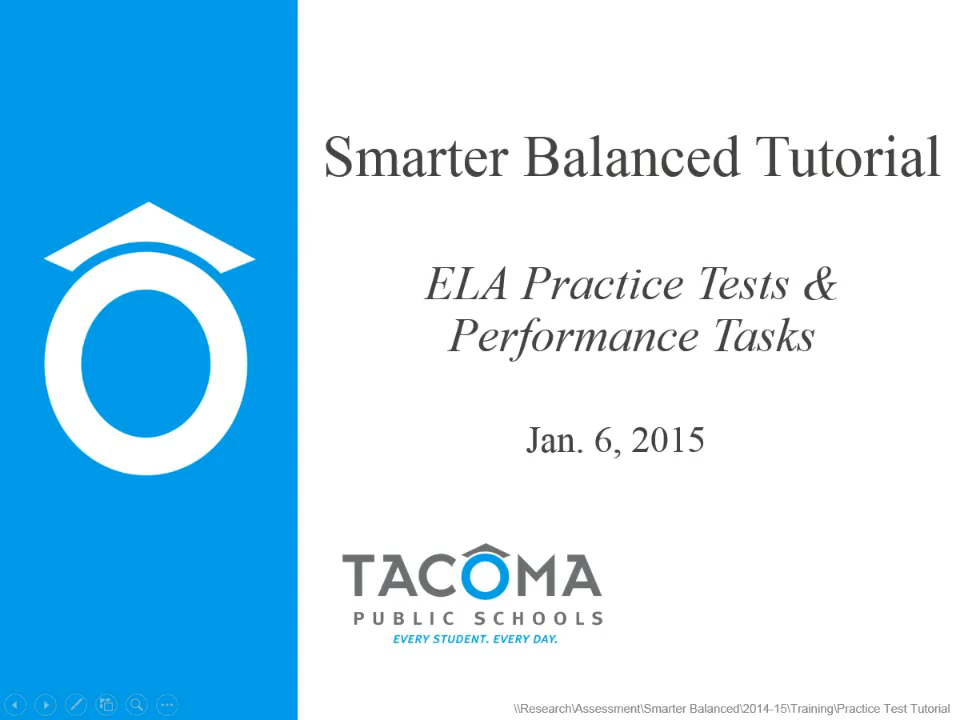 Smarter Balanced Tutorial
ELA Practice Tests &
Performance Tasks
Jan. 6, 2015
TACOMA
PUBLIC SCHOOLS
EVERY STUDENT. EVERY DAY.
\\Research\Assessment\Smarter Balanced\2014-15\Training\Practice Test Tutorial